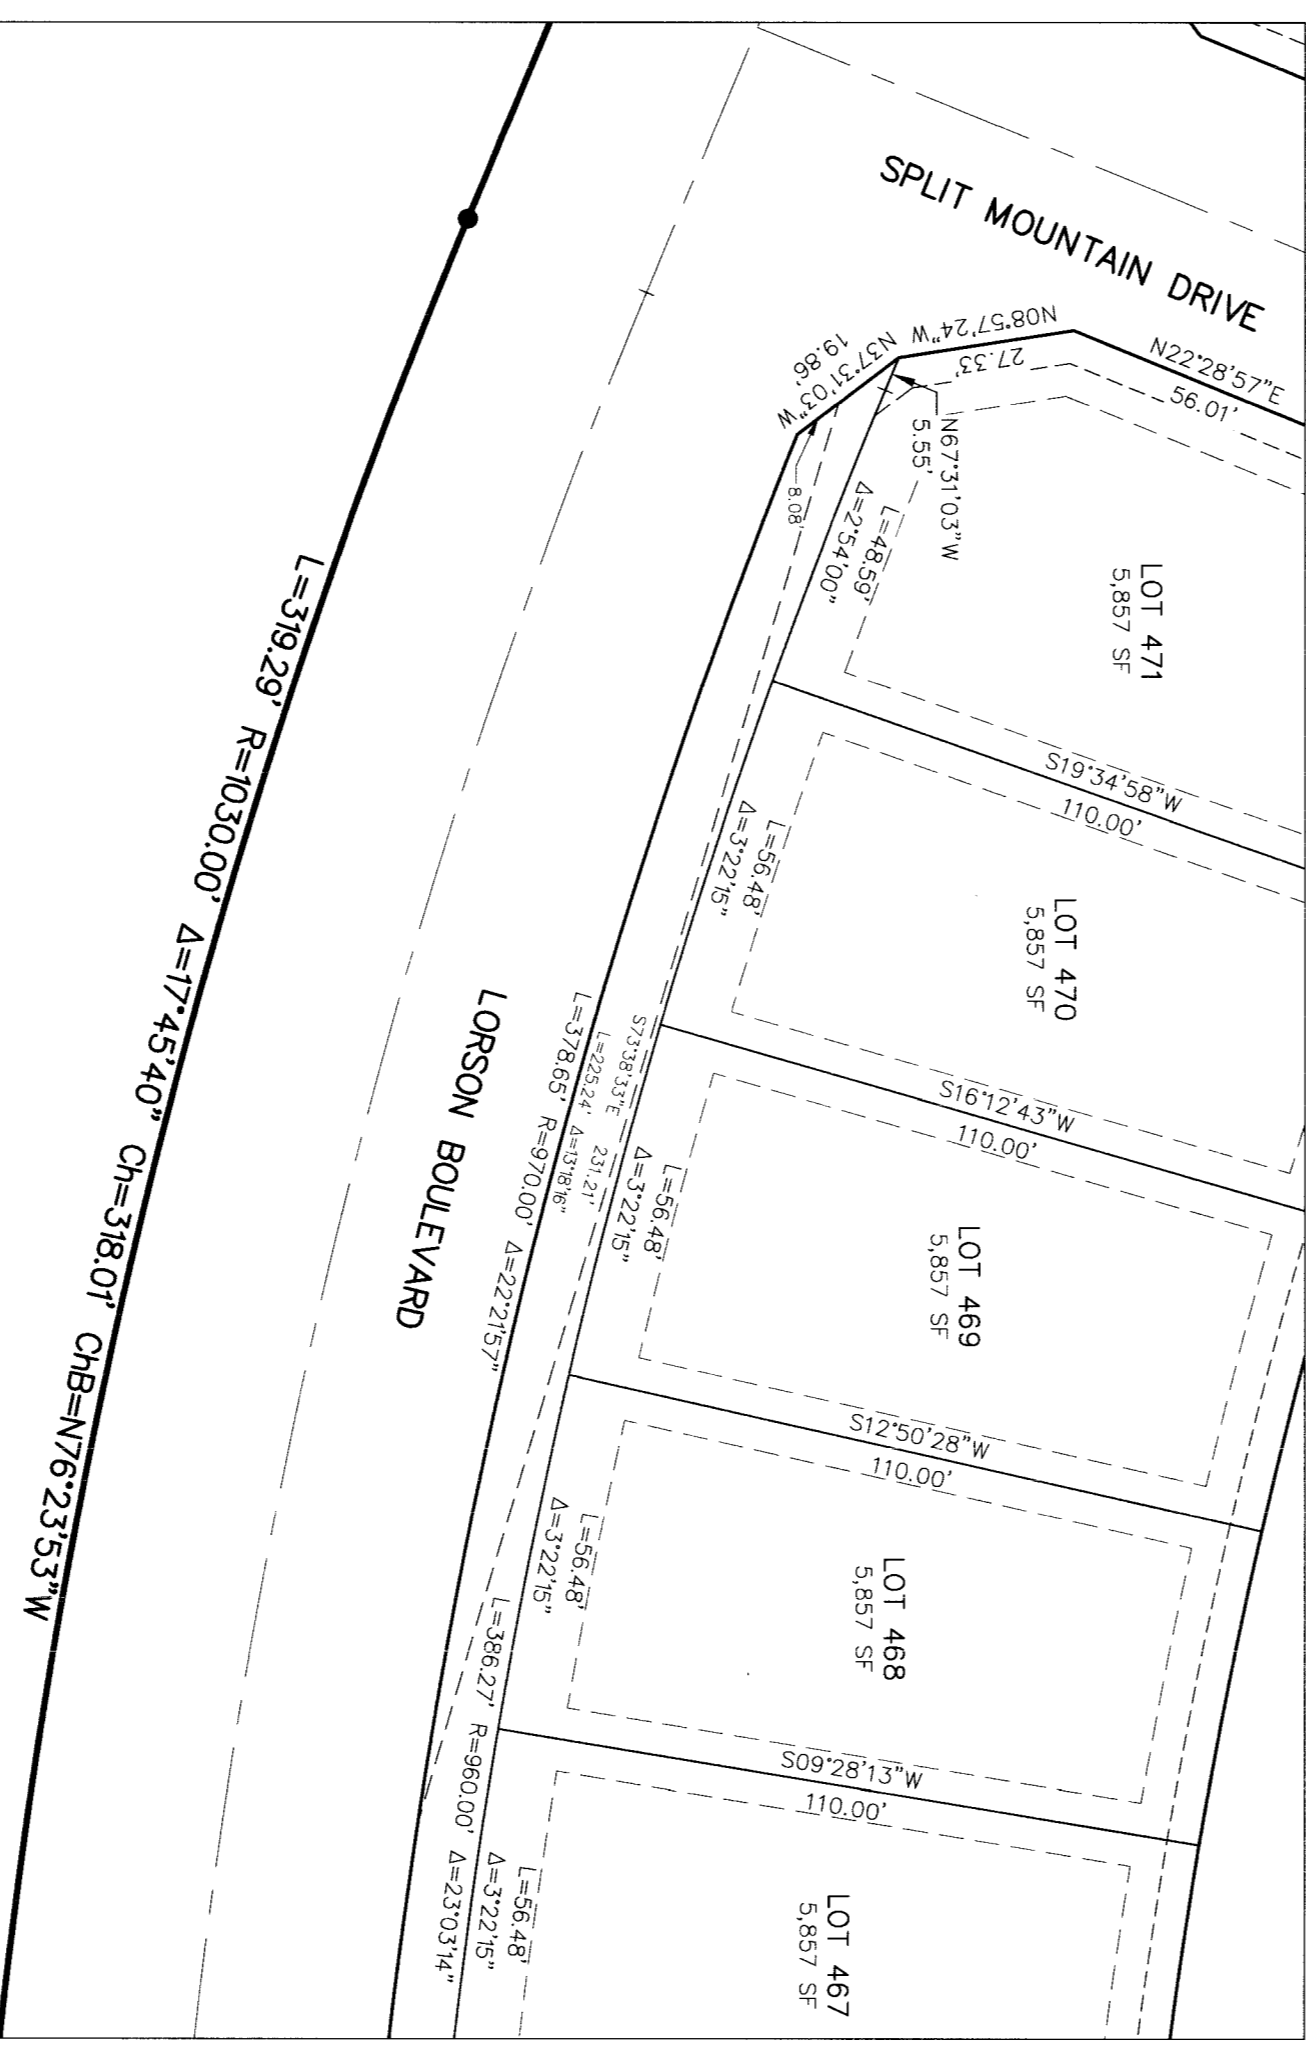 SPLIT MOUNTAIN DRIVE
N22°28'57"E
56.01'
N08°57'24"W
27.33'
N37°31'03"W
19.86'
N67°31'03"W
5.55'
8.08'
L=48.59'
Δ=2°54'00"
LOT 471
5,857 SF
S19°34'58"W
110.00'
L=56.48'
Δ=3°22'15"
LOT 470
5,857 SF
S16°12'43"W
110.00'
L=56.48'
Δ=3°22'15"
LOT 469
5,857 SF
S12°50'28"W
110.00'
L=56.48'
Δ=3°22'15"
LOT 468
5,857 SF
S09°28'13"W
110.00'
L=56.48'
Δ=3°22'15"
LOT 467
5,857 SF
L=386.27' R=960.00' Δ=23°03'14"
S73°38'33"E 231.21'
L=225.24' Δ=13°18'16"
L=378.65' R=970.00' Δ=22°21'57"
LORSON BOULEVARD
L=319.29' R=1030.00' Δ=17°45'40" Ch=318.01' ChB=N76°23'53"W